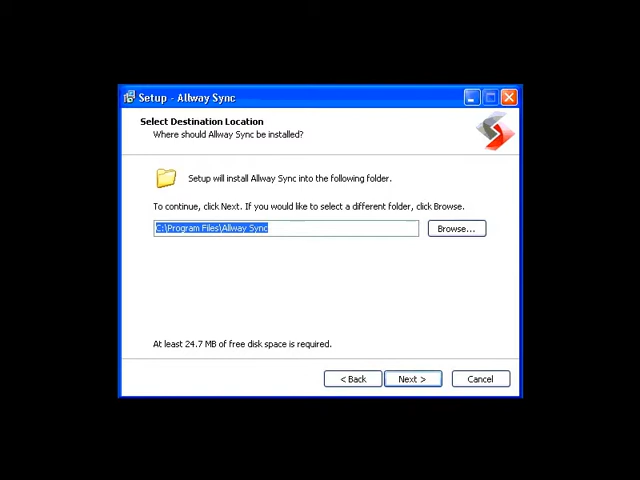 Setup - Allway Sync
Select Destination Location
Where should Allway Sync be installed?
Setup will install Allway Sync into the following folder.
To continue, click Next. If you would like to select a different folder, click Browse.
C:\Program Files\Allway Sync
Browse...
At least 24.7 MB of free disk space is required.
< Back
Next >
Cancel